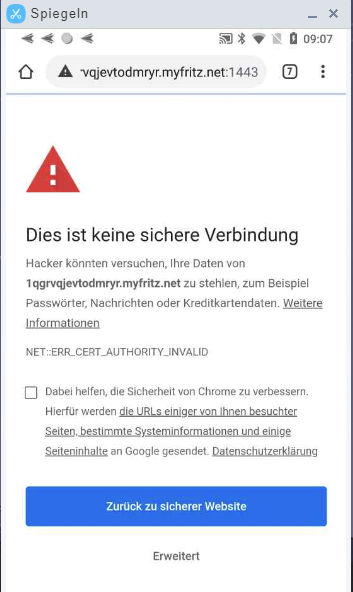 Spiegeln
09:07
vqjevtodmryr.myfritz.net:1443
7
Dies ist keine sichere Verbindung
Hacker könnten versuchen, Ihre Daten von
1qgrvqjevtodmryr.myfritz.net zu stehlen, zum Beispiel
Passwörter, Nachrichten oder Kreditkartendaten. Weitere
Informationen
NET::ERR_CERT_AUTHORITY_INVALID
Dabei helfen, die Sicherheit von Chrome zu verbessern.
Hierfür werden die URLs einiger von Ihnen besuchter
Seiten, bestimmte Systeminformationen und einige
Seiteninhalte an Google gesendet. Datenschutzerklärung
Zurück zu sicherer Website
Erweitert